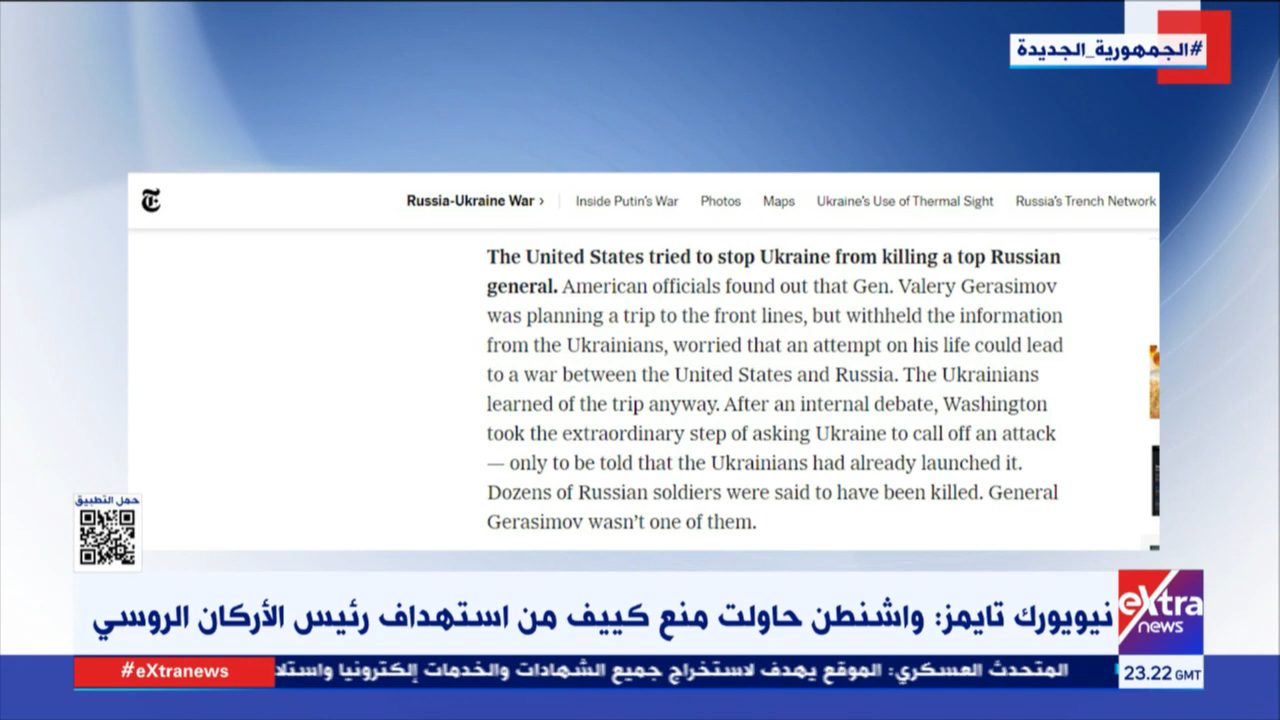 #الجمهورية_الجديدة
Russia-Ukraine War › Inside Putin's War Photos Maps Ukraine's Use of Thermal Sight Russia's Trench Network
The United States tried to stop Ukraine from killing a top Russian
general. American officials found out that Gen. Valery Gerasimov
was planning a trip to the front lines, but withheld the information
from the Ukrainians, worried that an attempt on his life could lead
to a war between the United States and Russia. The Ukrainians
learned of the trip anyway. After an internal debate, Washington
took the extraordinary step of asking Ukraine to call off an attack
— only to be told that the Ukrainians had already launched it.
Dozens of Russian soldiers were said to have been killed. General
Gerasimov wasn't one of them.
حمل التطبيق
نيويورك تايمز: واشنطن حاولت منع كييف من استهداف رئيس الأركان الروسي
eXtra
news
المتحدث العسكري: الموقع يهدف لاستخراج جميع الشهادات والخدمات إلكترونيا واستلا
#eXtranews
23.22 GMT